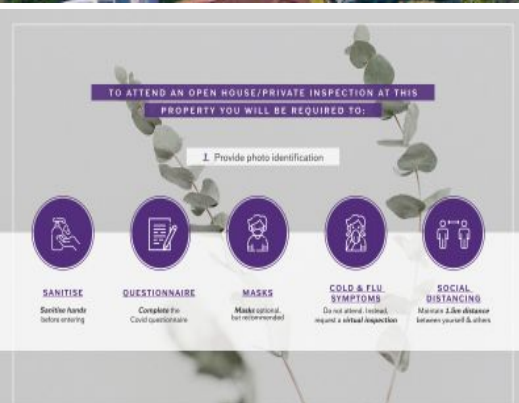 TO ATTEND AN OPEN HOUSE/PRIVATE INSPECTION AT THIS
PROPERTY YOU WILL BE REQUIRED TO:
1. Provide photo identification
SANITISE
Sanitise hands
before entering
QUESTIONNAIRE
Complete the
Covid questionnaire
MASKS
Masks optional,
but recommended
COLD & FLU
SYMPTOMS
Do not attend. Instead,
request a virtual inspection
SOCIAL
DISTANCING
Maintain 1.5m distance
between yourself & others